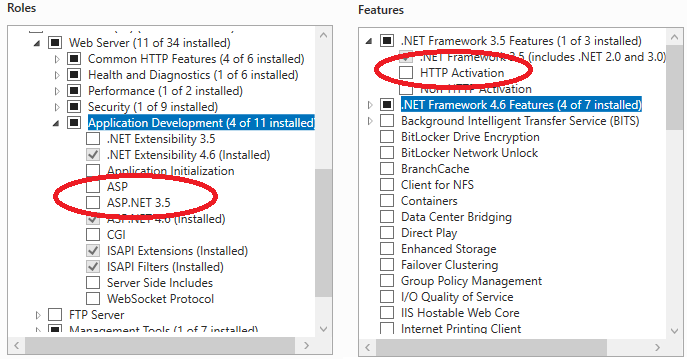 Roles
Web Server (11 of 34 installed)
Common HTTP Features (4 of 6 installed)
Health and Diagnostics (1 of 6 installed)
Performance (1 of 2 installed)
Security (1 of 9 installed)
Application Development (4 of 11 installed)
.NET Extensibility 3.5
.NET Extensibility 4.6 (Installed)
Application Initialization
ASP
ASP.NET 3.5
ASP.NET 4.6 (Installed)
CGI
ISAPI Extensions (Installed)
ISAPI Filters (Installed)
Server Side Includes
WebSocket Protocol
FTP Server
Management Tools (1 of 7 installed)
Features
.NET Framework 3.5 Features (1 of 3 installed)
.NET Framework 3.5 (includes .NET 2.0 and 3.0)
HTTP Activation
Non-HTTP Activation
.NET Framework 4.6 Features (4 of 7 installed)
Background Intelligent Transfer Service (BITS)
BitLocker Drive Encryption
BitLocker Network Unlock
BranchCache
Client for NFS
Containers
Data Center Bridging
Direct Play
Enhanced Storage
Failover Clustering
Group Policy Management
I/O Quality of Service
IIS Hostable Web Core
Internet Printing Client